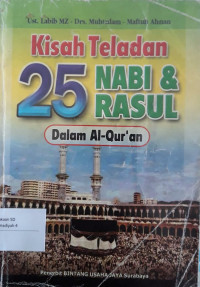 Ust. Labib MZ - Drs. Muhtadam - Maftuh Ahnan
Kisah Teladan
25 NABI &
RASUL
Dalam Al-Qur'an
Penerbit BINTANG USAHA JAYA Surabaya